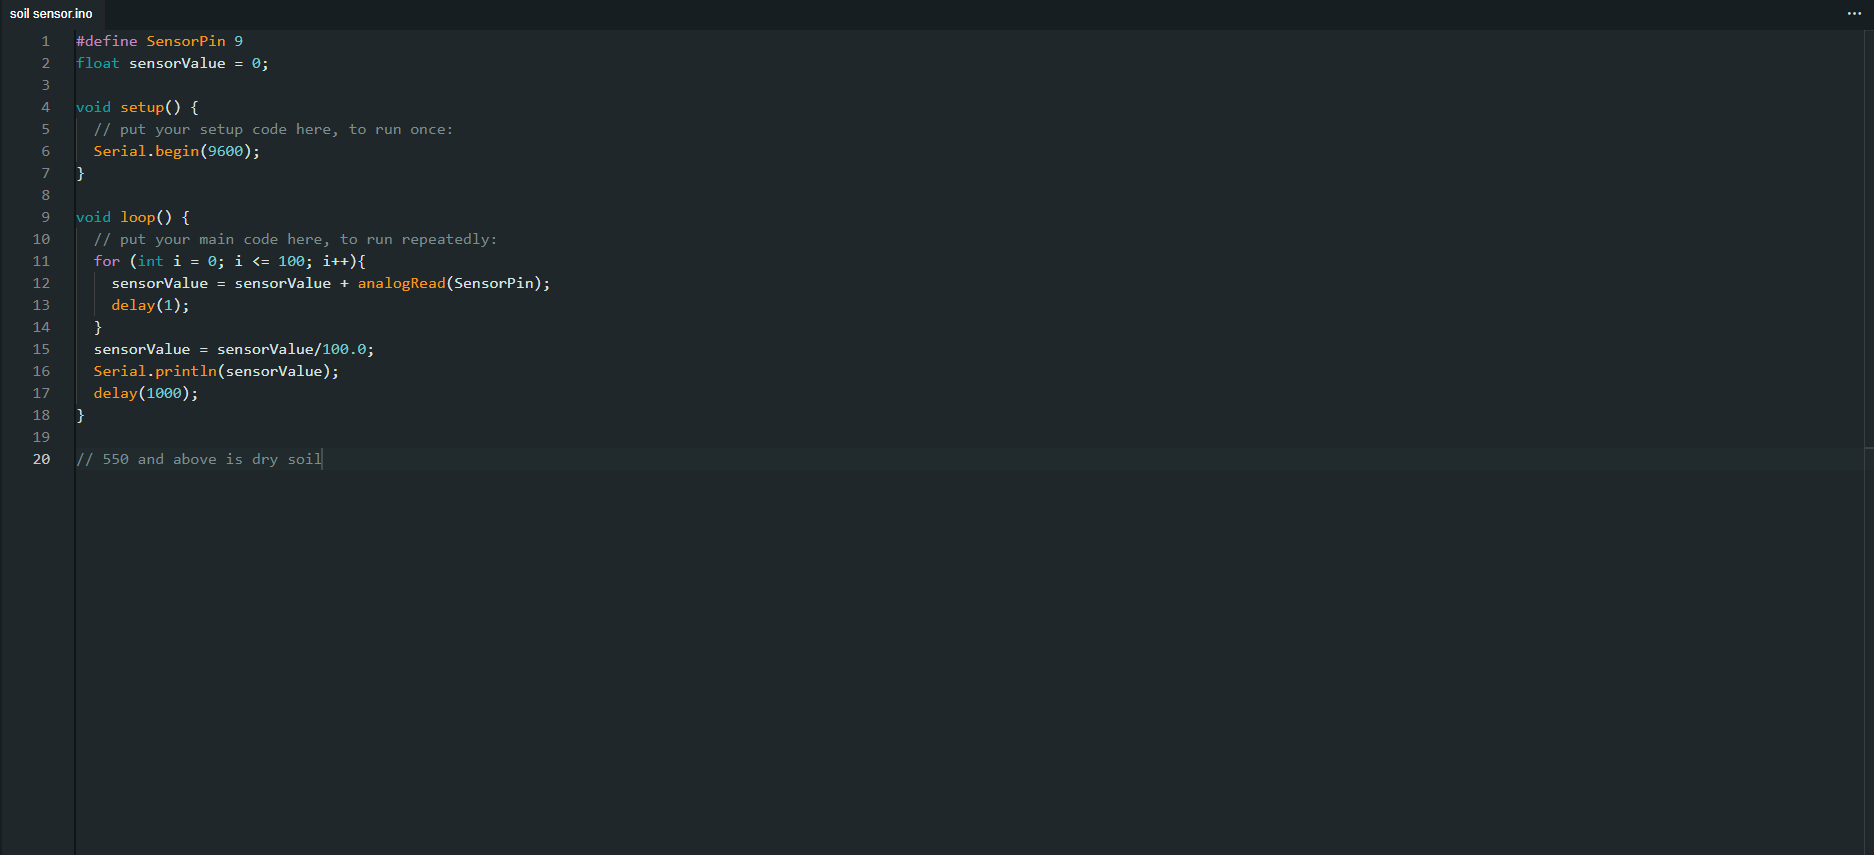 soil sensor.ino
...
1 #define SensorPin 9
2 float sensorValue = 0;
3
4 void setup() {
5   // put your setup code here, to run once:
6   Serial.begin(9600);
7 }
8
9 void loop() {
10   // put your main code here, to run repeatedly:
11   for (int i = 0; i <= 100; i++){
12     sensorValue = sensorValue + analogRead(SensorPin);
13     delay(1);
14   }
15   sensorValue = sensorValue/100.0;
16   Serial.println(sensorValue);
17   delay(1000);
18 }
19
20 // 550 and above is dry soil